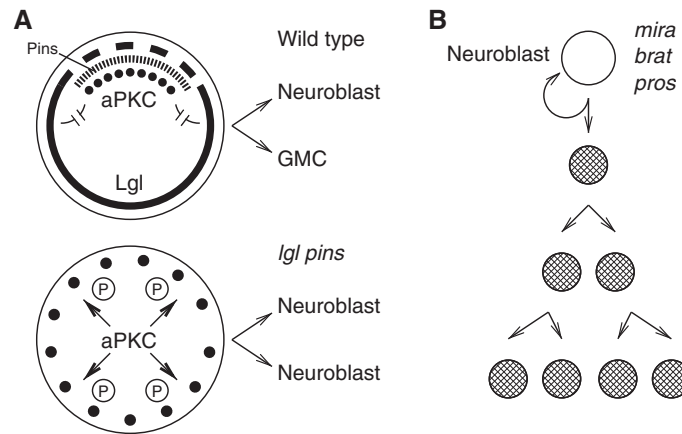 A
Pins
aPKC
Lgl
Wild type
Neuroblast
GMC
P
P
aPKC
P
P
lgl pins
Neuroblast
Neuroblast
B
Neuroblast
mira
brat
pros